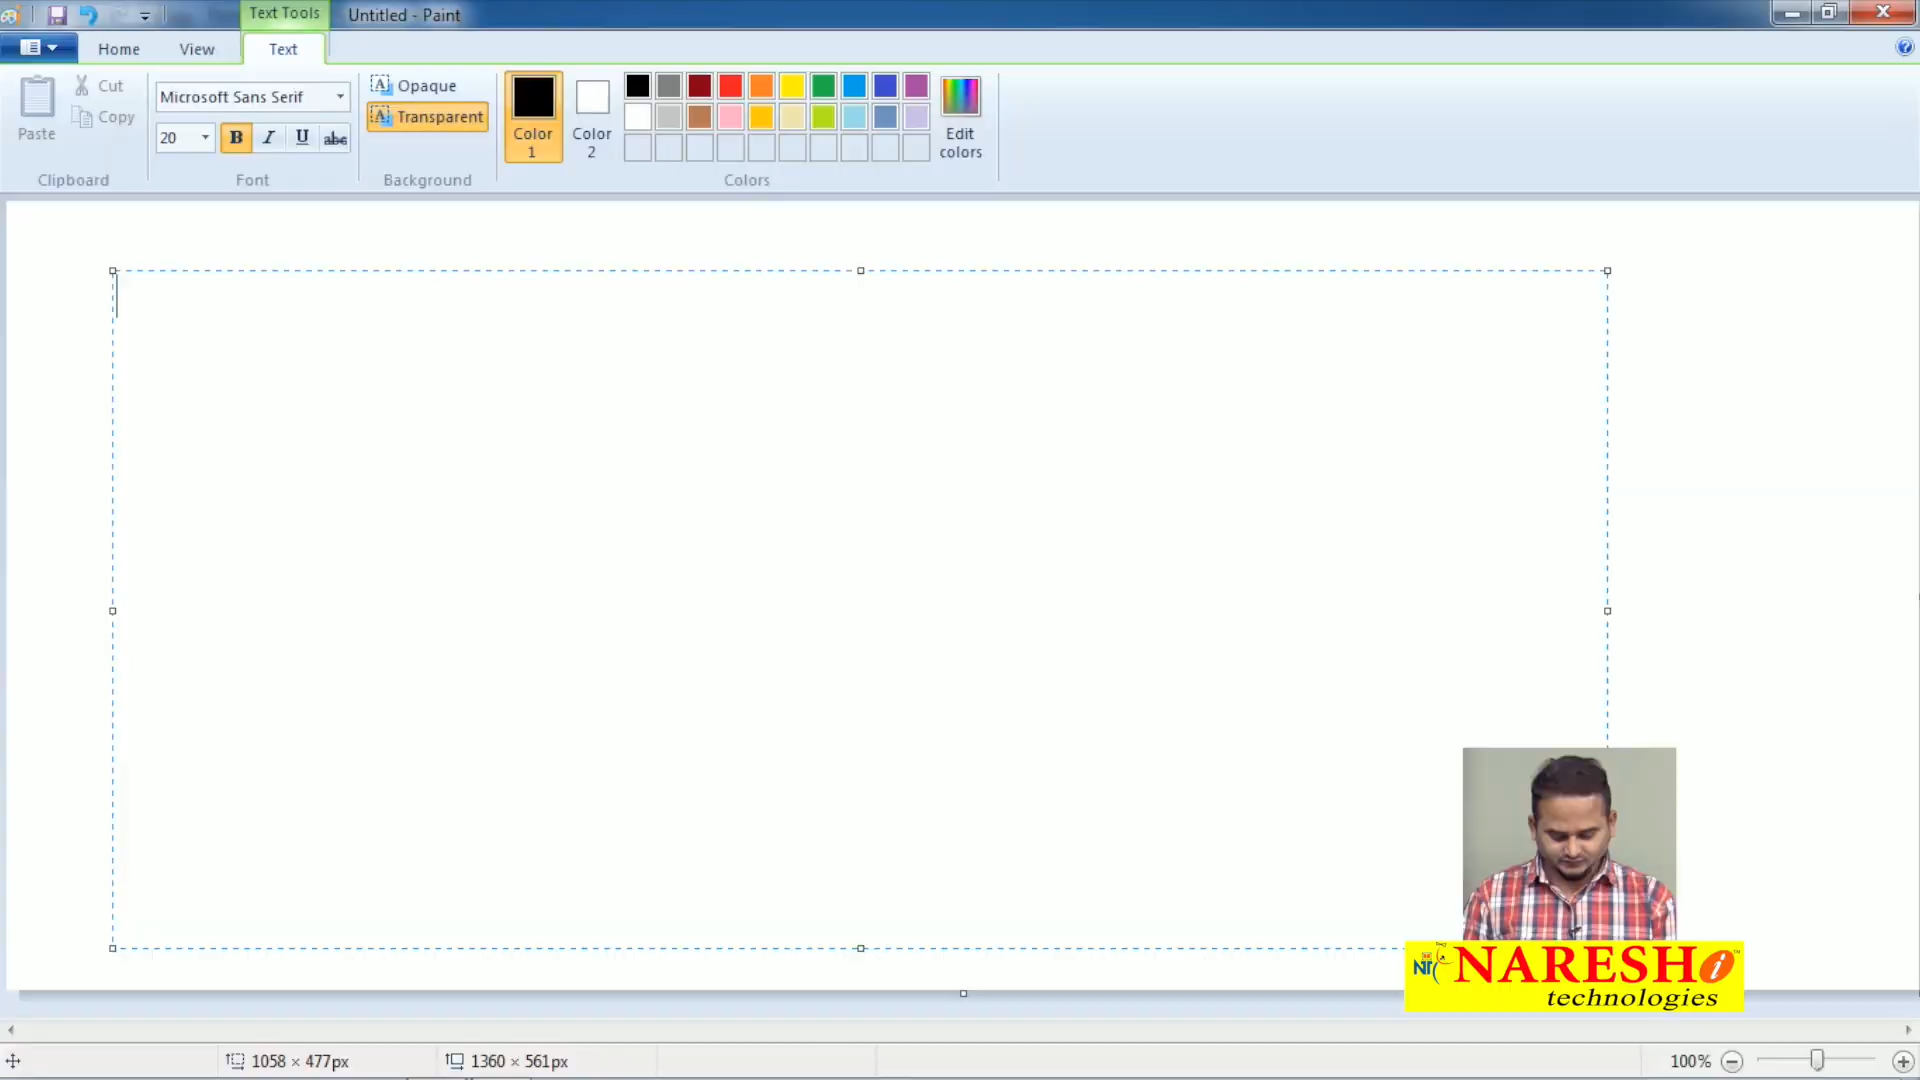 Text Tools
Untitled - Paint
Home
View
Text
Paste
Cut
Copy
Clipboard
Microsoft Sans Serif
20
B
I
U
abc
Font
A Opaque
A Transparent
Background
Color 1
Color 2
Edit colors
Colors
NT NARESH i
technologies
1058 × 477px
1360 × 561px
100%